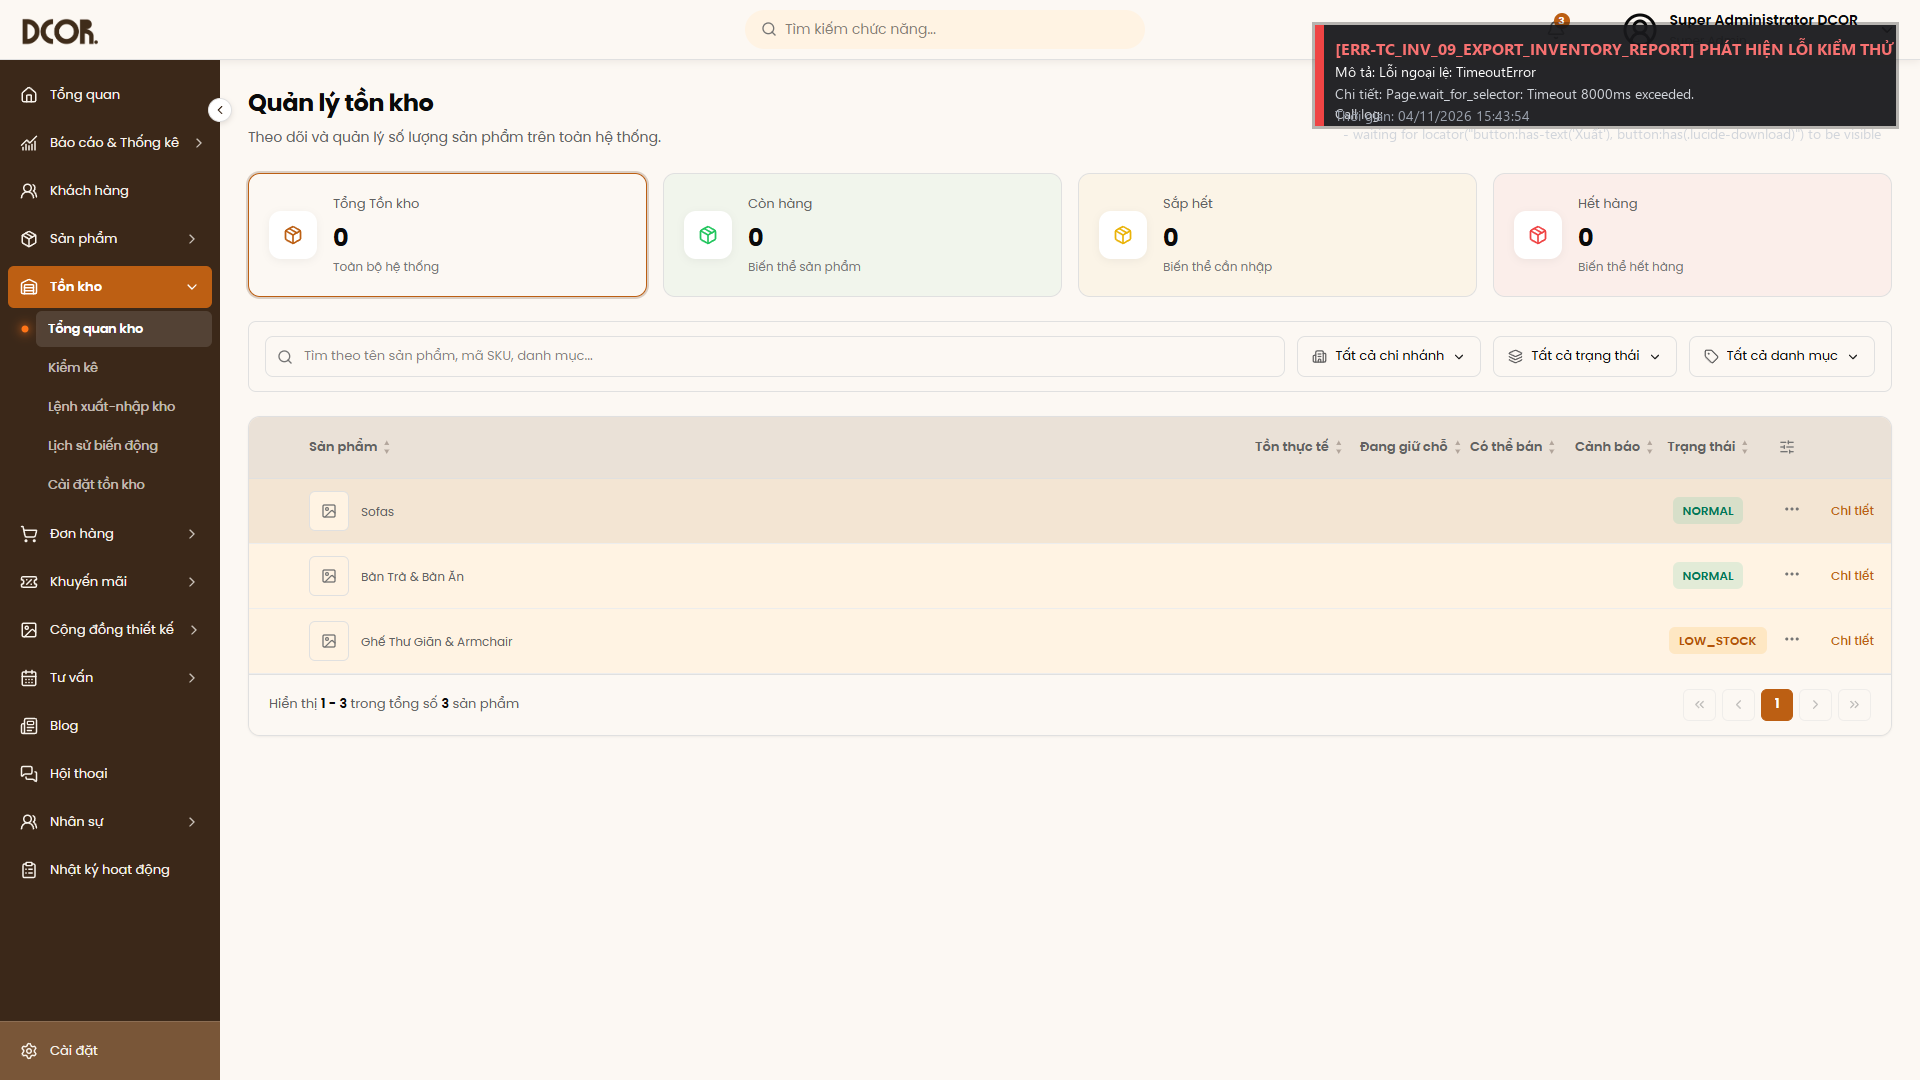 DCOR.
Tìm kiếm chức năng...
3
Super Administrator DCOR
[ERR-TC_INV_09_EXPORT_INVENTORY_REPORT] PHÁT HIỆN LỖI KIỂM THỬ
Mô tả: Lỗi ngoại lệ: TimeoutError
Chi tiết: Page.wait_for_selector: Timeout 8000ms exceeded.
Call log:
Thời gian: 04/11/2026 15:43:54
- waiting for locator("button:has-text('Xuất'), button:has(.lucide-download)") to be visible
Tổng quan
Báo cáo & Thống kê
Khách hàng
Sản phẩm
Tồn kho
Tổng quan kho
Kiểm kê
Lệnh xuất-nhập kho
Lịch sử biến động
Cài đặt tồn kho
Đơn hàng
Khuyến mãi
Cộng đồng thiết kế
Tư vấn
Blog
Hội thoại
Nhân sự
Nhật ký hoạt động
Cài đặt
Quản lý tồn kho
Theo dõi và quản lý số lượng sản phẩm trên toàn hệ thống.
Tổng Tồn kho
0
Toàn bộ hệ thống
Còn hàng
0
Biến thể sản phẩm
Sắp hết
0
Biến thể cần nhập
Hết hàng
0
Biến thể hết hàng
Tìm theo tên sản phẩm, mã SKU, danh mục...
Tất cả chi nhánh
Tất cả trạng thái
Tất cả danh mục
Sản phẩm Tồn thực tế Đang giữ chỗ Có thể bán Cảnh báo Trạng thái
Sofas NORMAL Chi tiết
Bàn Trà & Bàn Ăn NORMAL Chi tiết
Ghế Thư Giãn & Armchair LOW_STOCK Chi tiết
Hiển thị 1 - 3 trong tổng số 3 sản phẩm
1